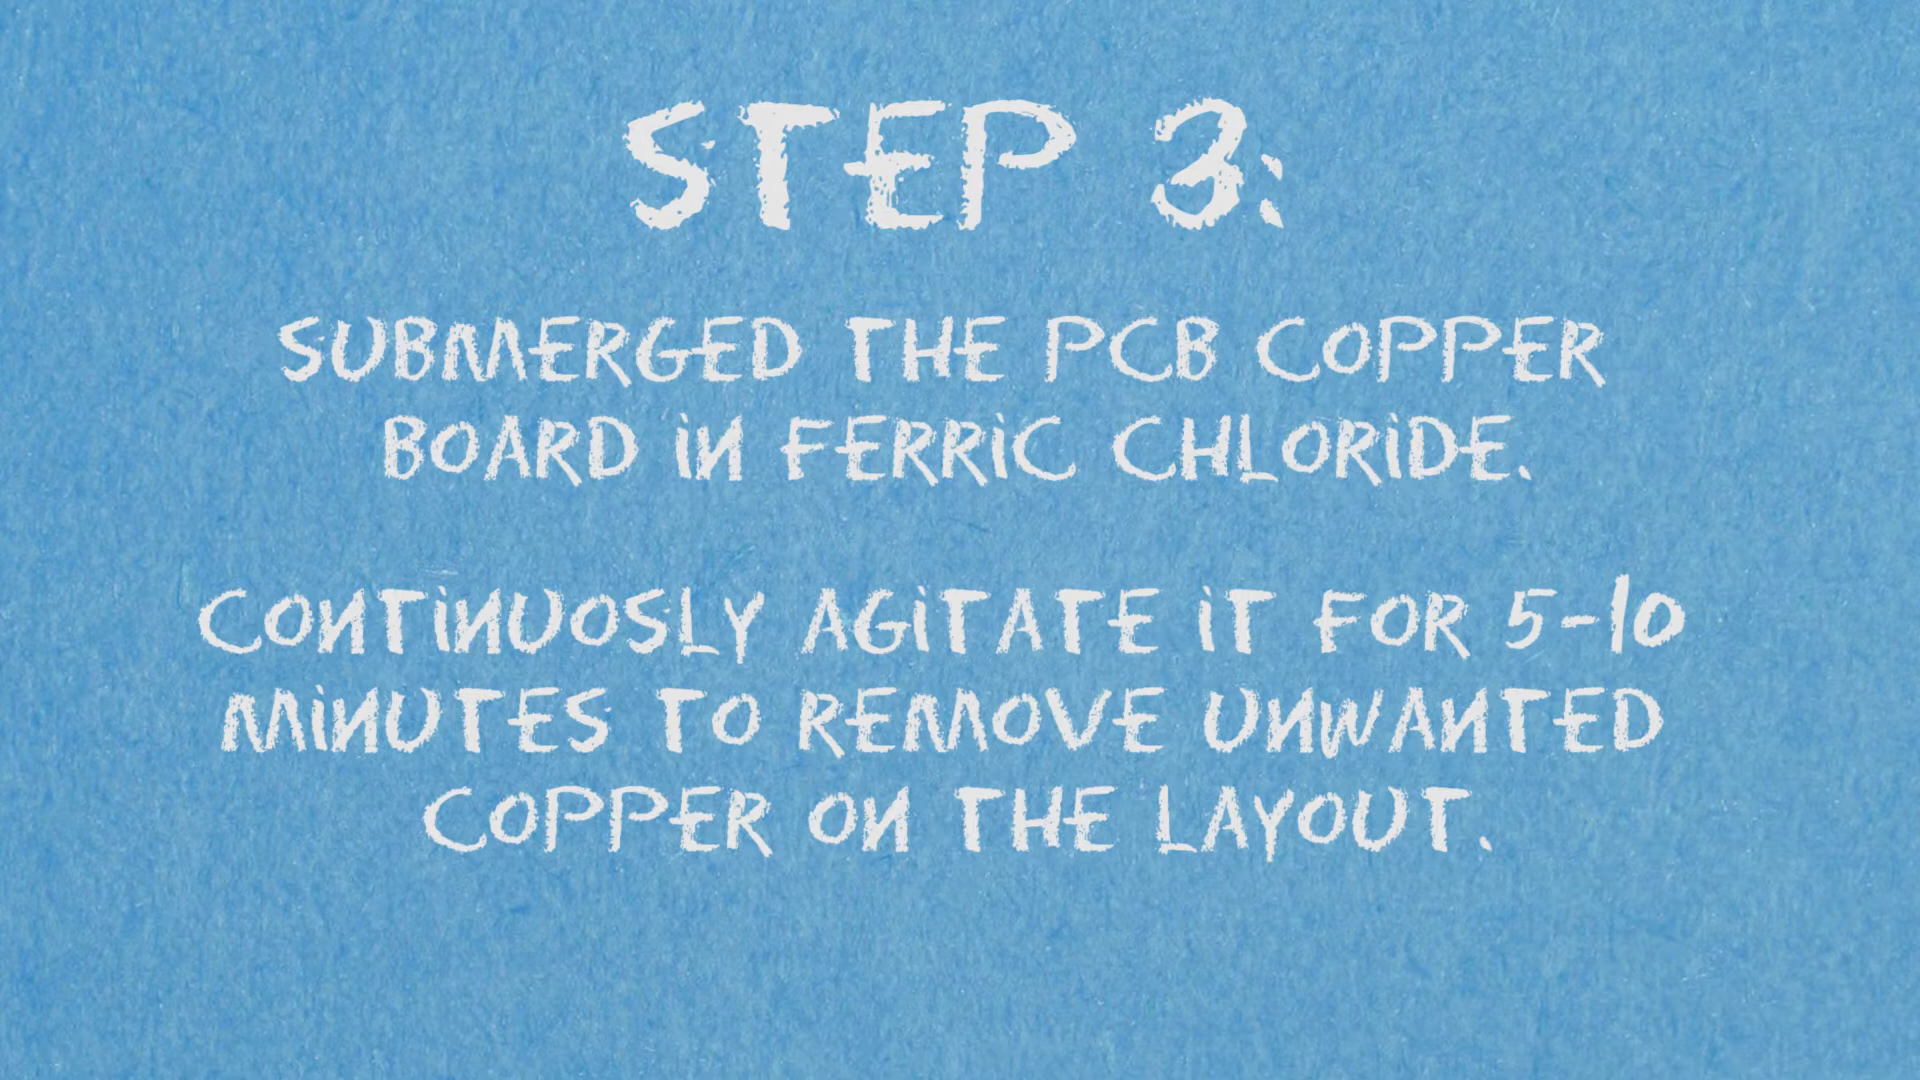 STEP 3:
SUBMERGED THE PCB COPPER
BOARD IN FERRIC CHLORIDE.
CONTINUOSLY AGITATE IT FOR 5-10
MINUTES TO REMOVE UNWANTED
COPPER ON THE LAYOUT.